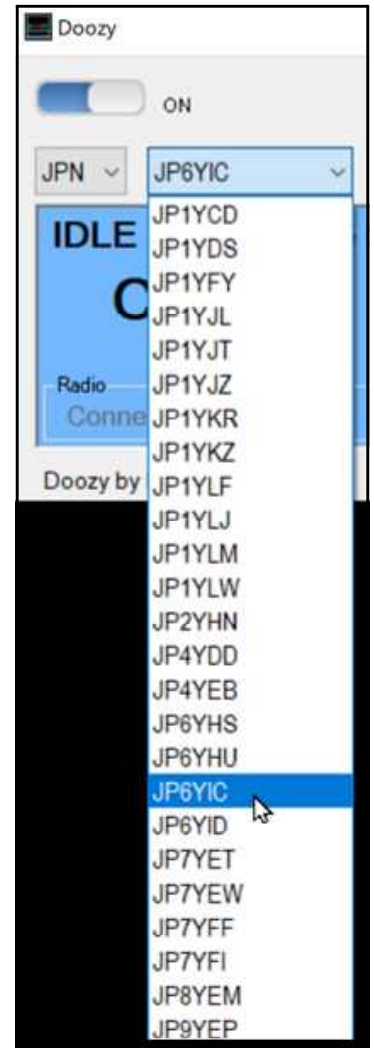 Doozy
ON
JPN JP6YIC
JP1YCD
IDLE JP1YDS
JP1YFY
C JP1YJL
JP1YJT
Radio JP1YJZ
Conne JP1YKR
JP1YKZ
Doozy by JP1YLF
JP1YLJ
JP1YLM
JP1YLW
JP2YHN
JP4YDD
JP4YEB
JP6YHS
JP6YHU
JP6YIC
JP6YID
JP7YET
JP7YEW
JP7YFF
JP7YFI
JP8YEM
JP9YEP